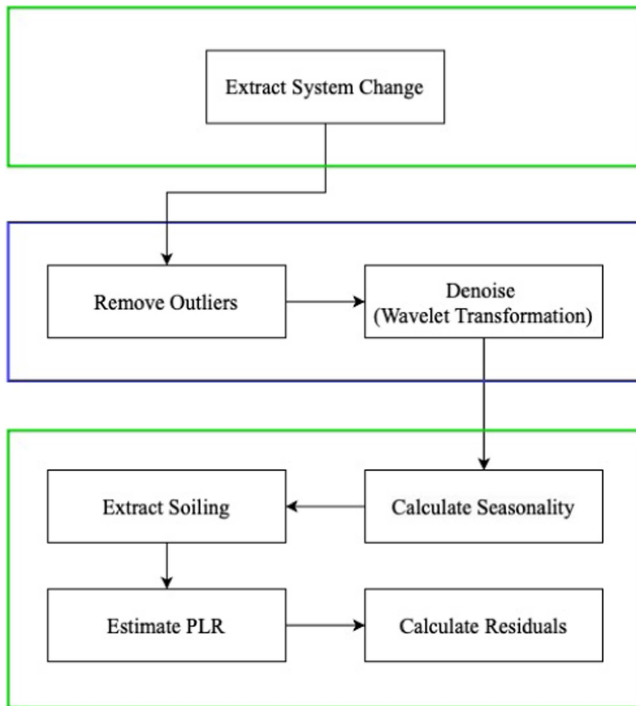 Extract System Change
Remove Outliers
Denoise
(Wavelet Transformation)
Extract Soiling
Calculate Seasonality
Estimate PLR
Calculate Residuals